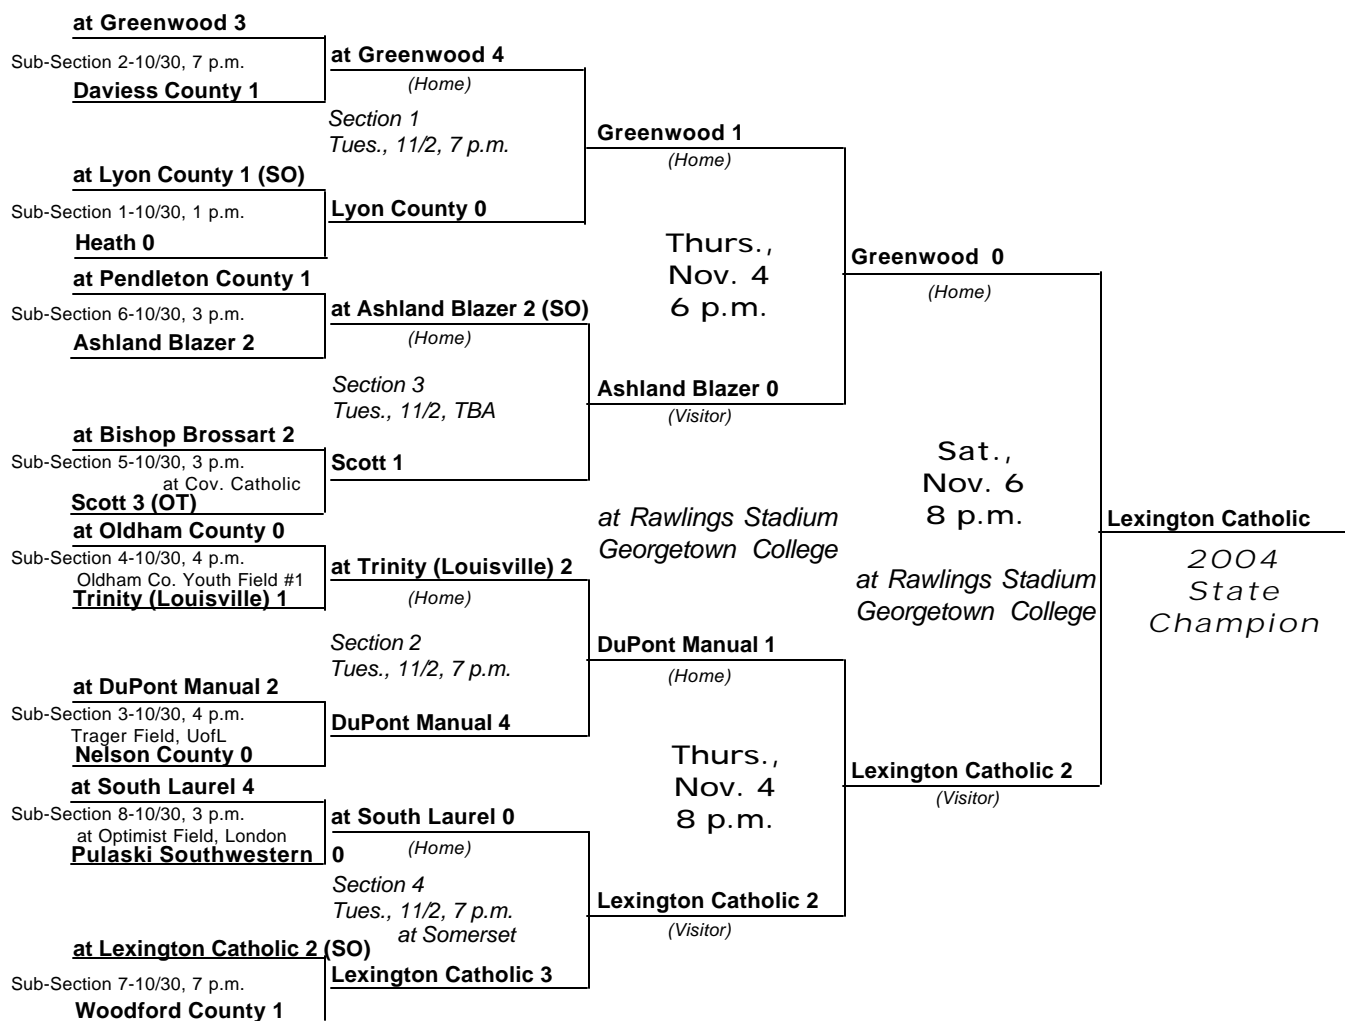 at Greenwood 3
Sub-Section 2-10/30, 7 p.m.
Daviess County 1
at Lyon County 1 (SO)
Sub-Section 1-10/30, 1 p.m.
Heath 0
at Pendleton County 1
Sub-Section 6-10/30, 3 p.m.
Ashland Blazer 2
at Bishop Brossart 2
Sub-Section 5-10/30, 3 p.m.
at Cov. Catholic
Scott 3 (OT)
at Oldham County 0
Sub-Section 4-10/30, 4 p.m.
Oldham Co. Youth Field #1
Trinity (Louisville) 1
at DuPont Manual 2
Sub-Section 3-10/30, 4 p.m.
Trager Field, UofL
Nelson County 0
at South Laurel 4
Sub-Section 8-10/30, 3 p.m.
at Optimist Field, London
Pulaski Southwestern 0
at Lexington Catholic 2 (SO)
Sub-Section 7-10/30, 7 p.m.
Woodford County 1
at Greenwood 4
(Home)
Section 1
Tues., 11/2, 7 p.m.
Lyon County 0
at Ashland Blazer 2 (SO)
(Home)
Section 3
Tues., 11/2, TBA
Scott 1
at Trinity (Louisville) 2
(Home)
Section 2
Tues., 11/2, 7 p.m.
DuPont Manual 4
at South Laurel 0
(Home)
Section 4
Tues., 11/2, 7 p.m.
at Somerset
Lexington Catholic 3
Greenwood 1
(Home)
Thurs.,
Nov. 4
6 p.m.
Ashland Blazer 0
(Visitor)
at Rawlings Stadium
Georgetown College
DuPont Manual 1
(Home)
Thurs.,
Nov. 4
8 p.m.
Lexington Catholic 2
(Visitor)
Greenwood 0
(Home)
Sat.,
Nov. 6
8 p.m.
at Rawlings Stadium
Georgetown College
Lexington Catholic 2
(Visitor)
Lexington Catholic
2004
State
Champion